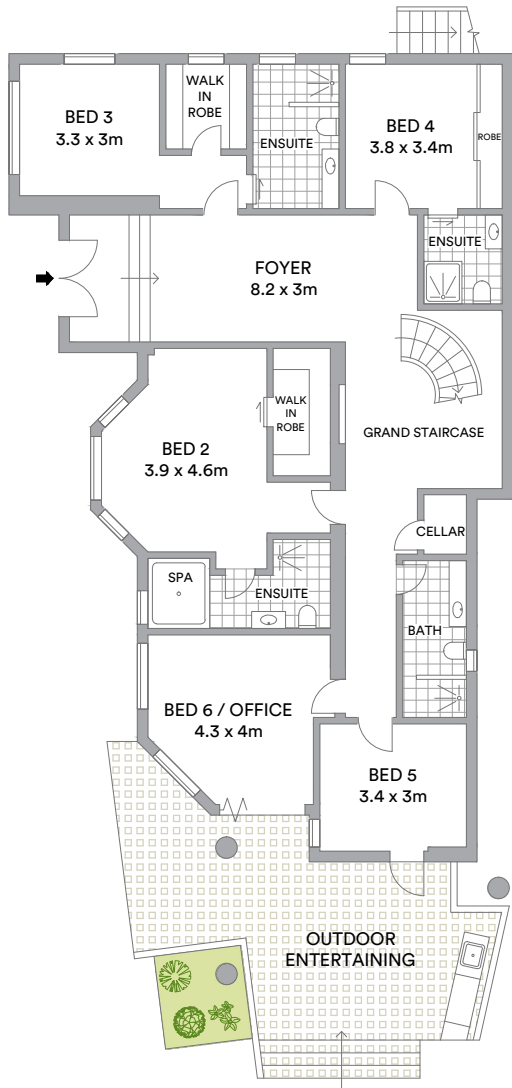 BED 3
3.3 x 3m
WALK
IN
ROBE
ENSUITE
BED 4
3.8 x 3.4m
ROBE
ENSUITE
FOYER
8.2 x 3m
BED 2
3.9 x 4.6m
WALK
IN
ROBE
GRAND STAIRCASE
CELLAR
SPA
ENSUITE
BATH
BED 6 / OFFICE
4.3 x 4m
BED 5
3.4 x 3m
OUTDOOR
ENTERTAINING